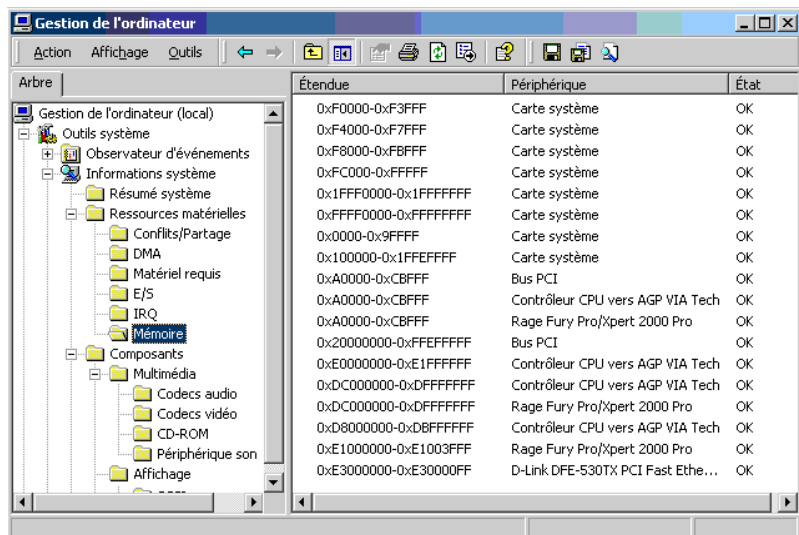 Gestion de l'ordinateur
Action Affichage Outils
Arbre
Gestion de l'ordinateur (local)
Outils système
Observateur d'événements
Informations système
Résumé système
Ressources matérielles
Conflits/Partage
DMA
Matériel requis
E/S
IRQ
Mémoire
Composants
Multimédia
Codecs audio
Codecs vidéo
CD-ROM
Périphérique son
Affichage
Étendue Périphérique État
0xF0000-0xF3FFF Carte système OK
0xF4000-0xF7FFF Carte système OK
0xF8000-0xFBFFF Carte système OK
0xFC000-0xFFFFF Carte système OK
0x1FFF0000-0x1FFFFFFF Carte système OK
0xFFFF0000-0xFFFFFFFF Carte système OK
0x0000-0x9FFFF Carte système OK
0x100000-0x1FFEFFFF Carte système OK
0xA0000-0xCBFFF Bus PCI OK
0xA0000-0xCBFFF Contrôleur CPU vers AGP VIA Tech OK
0xA0000-0xCBFFF Rage Fury Pro/Xpert 2000 Pro OK
0x20000000-0xFFEFFFFF Bus PCI OK
0xE0000000-0xE1FFFFFF Contrôleur CPU vers AGP VIA Tech OK
0xDC000000-0xDFFFFFFF Contrôleur CPU vers AGP VIA Tech OK
0xDC000000-0xDFFFFFFF Rage Fury Pro/Xpert 2000 Pro OK
0xD8000000-0xDBFFFFFF Contrôleur CPU vers AGP VIA Tech OK
0xE1000000-0xE1003FFF Rage Fury Pro/Xpert 2000 Pro OK
0xE3000000-0xE30000FF D-Link DFE-530TX PCI Fast Ethe... OK